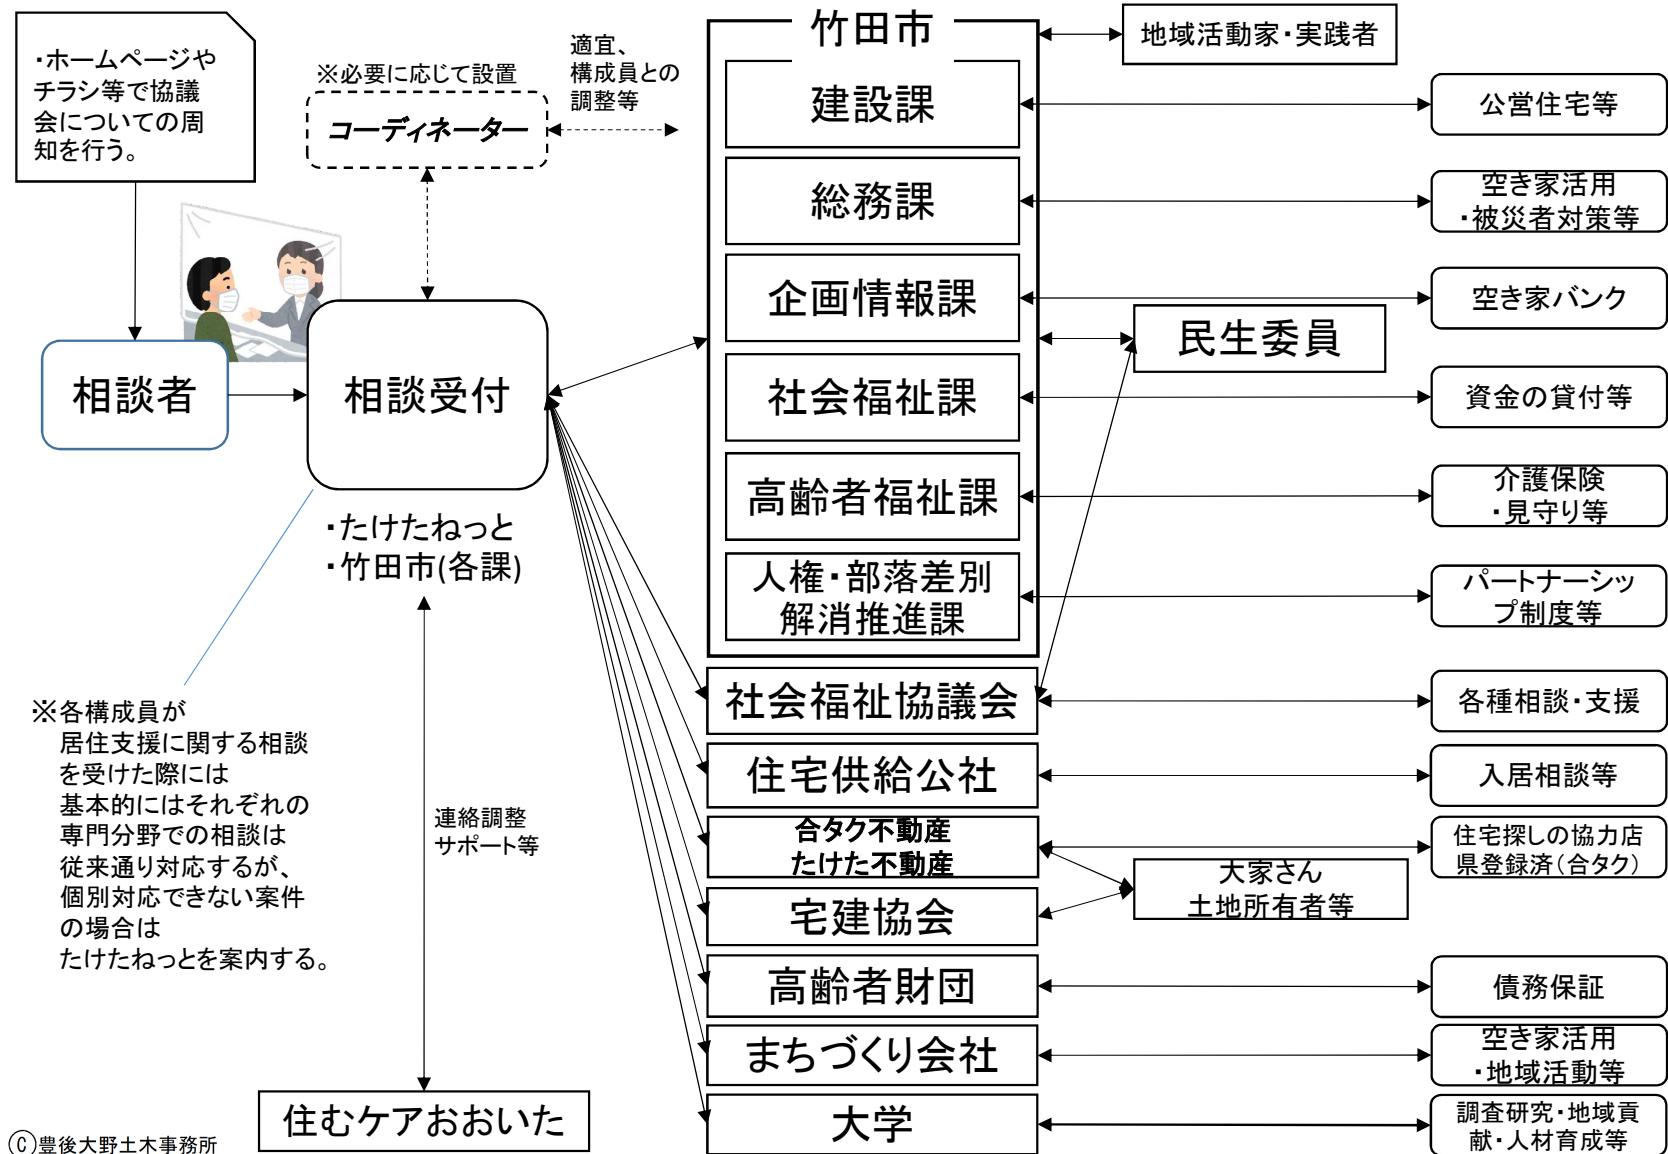 ・ホームページや
チラシ等で協議
会についての周
知を行う。
※必要に応じて設置
コーディネーター
適宜、
構成員との
調整等
相談者
相談受付
・たけたねっと
・竹田市(各課)
※各構成員が
居住支援に関する相談
を受けた際には
基本的にはそれぞれの
専門分野での相談は
従来通り対応するが、
個別対応できない案件
の場合は
たけたねっとを案内する。
連絡調整
サポート等
住むケアおおいた
竹田市
建設課
総務課
企画情報課
社会福祉課
高齢者福祉課
人権・部落差別
解消推進課
社会福祉協議会
住宅供給公社
合タク不動産
たけた不動産
宅建協会
高齢者財団
まちづくり会社
大学
地域活動家・実践者
民生委員
大家さん
土地所有者等
公営住宅等
空き家活用
・被災者対策等
空き家バンク
資金の貸付等
介護保険
・見守り等
パートナーシッ
プ制度等
各種相談・支援
入居相談等
住宅探しの協力店
県登録済(合タク)
債務保証
空き家活用
・地域活動等
調査研究・地域貢
献・人材育成等
Ⓒ豊後大野土木事務所